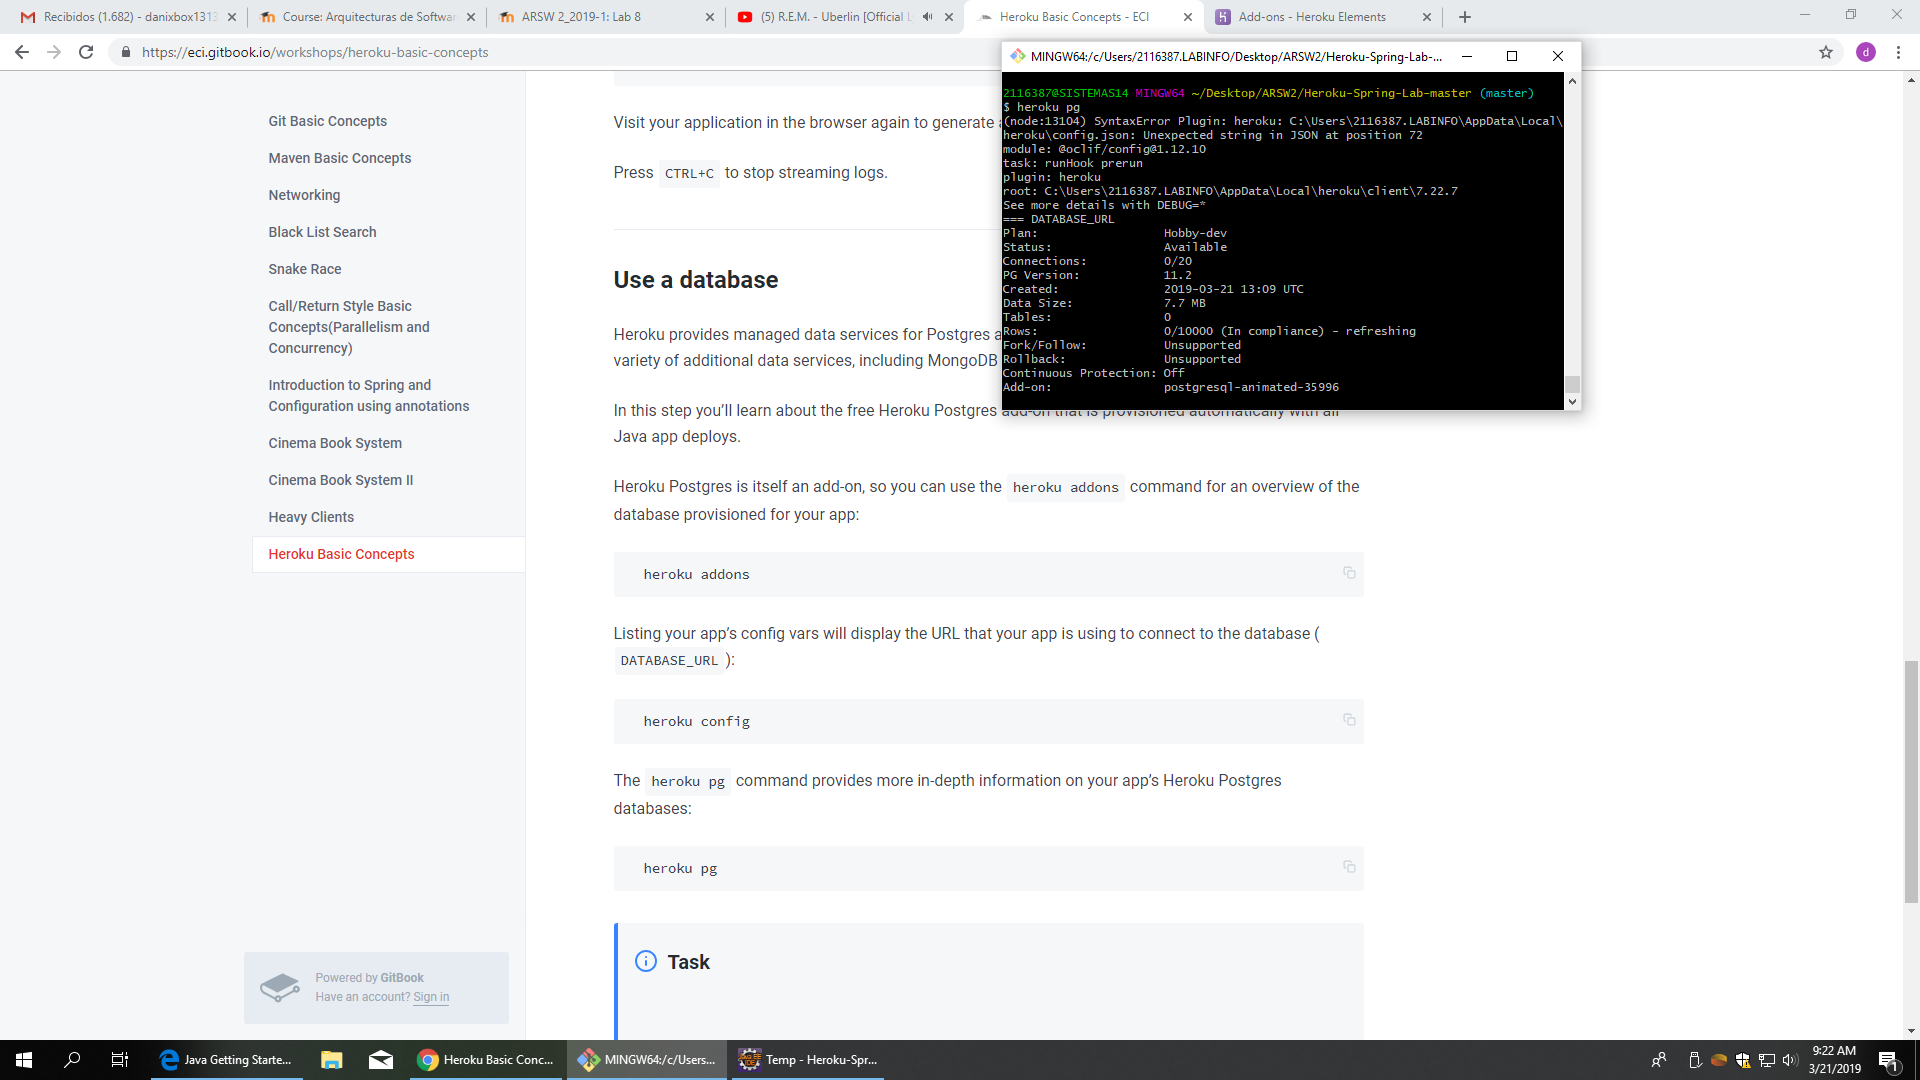 Recibidos (1.682) - danixbox1313
Course: Arquitecturas de Softwar
ARSW 2_2019-1: Lab 8
(5) R.E.M. - Uberlin [Official L
Heroku Basic Concepts - ECI
Add-ons - Heroku Elements
https://eci.gitbook.io/workshops/heroku-basic-concepts
d
Git Basic Concepts
Maven Basic Concepts
Networking
Black List Search
Snake Race
Call/Return Style Basic
Concepts(Parallelism and
Concurrency)
Introduction to Spring and
Configuration using annotations
Cinema Book System
Cinema Book System II
Heavy Clients
Heroku Basic Concepts
Powered by GitBook
Have an account? Sign in
Visit your application in the browser again to generate
Press CTRL+C to stop streaming logs.
Use a database
Heroku provides managed data services for Postgres a
variety of additional data services, including MongoDB
In this step you'll learn about the free Heroku Postgres add-on that is provisioned automatically with all
Java app deploys.
Heroku Postgres is itself an add-on, so you can use the heroku addons command for an overview of the
database provisioned for your app:
heroku addons
Listing your app's config vars will display the URL that your app is using to connect to the database (
DATABASE_URL ):
heroku config
The heroku pg command provides more in-depth information on your app's Heroku Postgres
databases:
heroku pg
Task
MINGW64:/c/Users/2116387.LABINFO/Desktop/ARSW2/Heroku-Spring-Lab-...
2116387@SISTEMAS14 MINGW64 ~/Desktop/ARSW2/Heroku-Spring-Lab-master (master)
$ heroku pg
(node:13104) SyntaxError Plugin: heroku: C:\Users\2116387.LABINFO\AppData\Local\
heroku\config.json: Unexpected string in JSON at position 72
module: @oclif/config@1.12.10
task: runHook prerun
plugin: heroku
root: C:\Users\2116387.LABINFO\AppData\Local\heroku\client\7.22.7
See more details with DEBUG=*
=== DATABASE_URL
Plan: Hobby-dev
Status: Available
Connections: 0/20
PG Version: 11.2
Created: 2019-03-21 13:09 UTC
Data Size: 7.7 MB
Tables: 0
Rows: 0/10000 (In compliance) - refreshing
Fork/Follow: Unsupported
Rollback: Unsupported
Continuous Protection: Off
Add-on: postgresql-animated-35996
Java Getting Starte...
Heroku Basic Conc...
MINGW64:/c/Users...
Temp - Heroku-Spr...
9:22 AM
3/21/2019
1